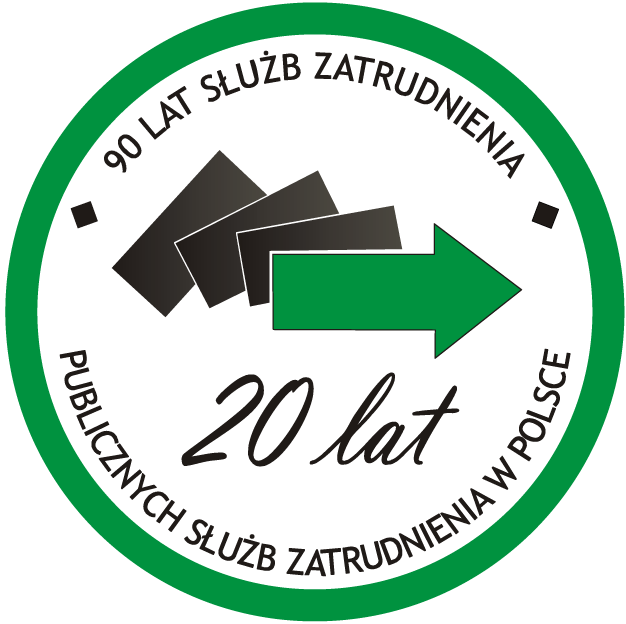 90 LAT SŁUŻB ZATRUDNIENIA
20 lat
PUBLICZNYCH SŁUŻB ZATRUDNIENIA W POLSCE